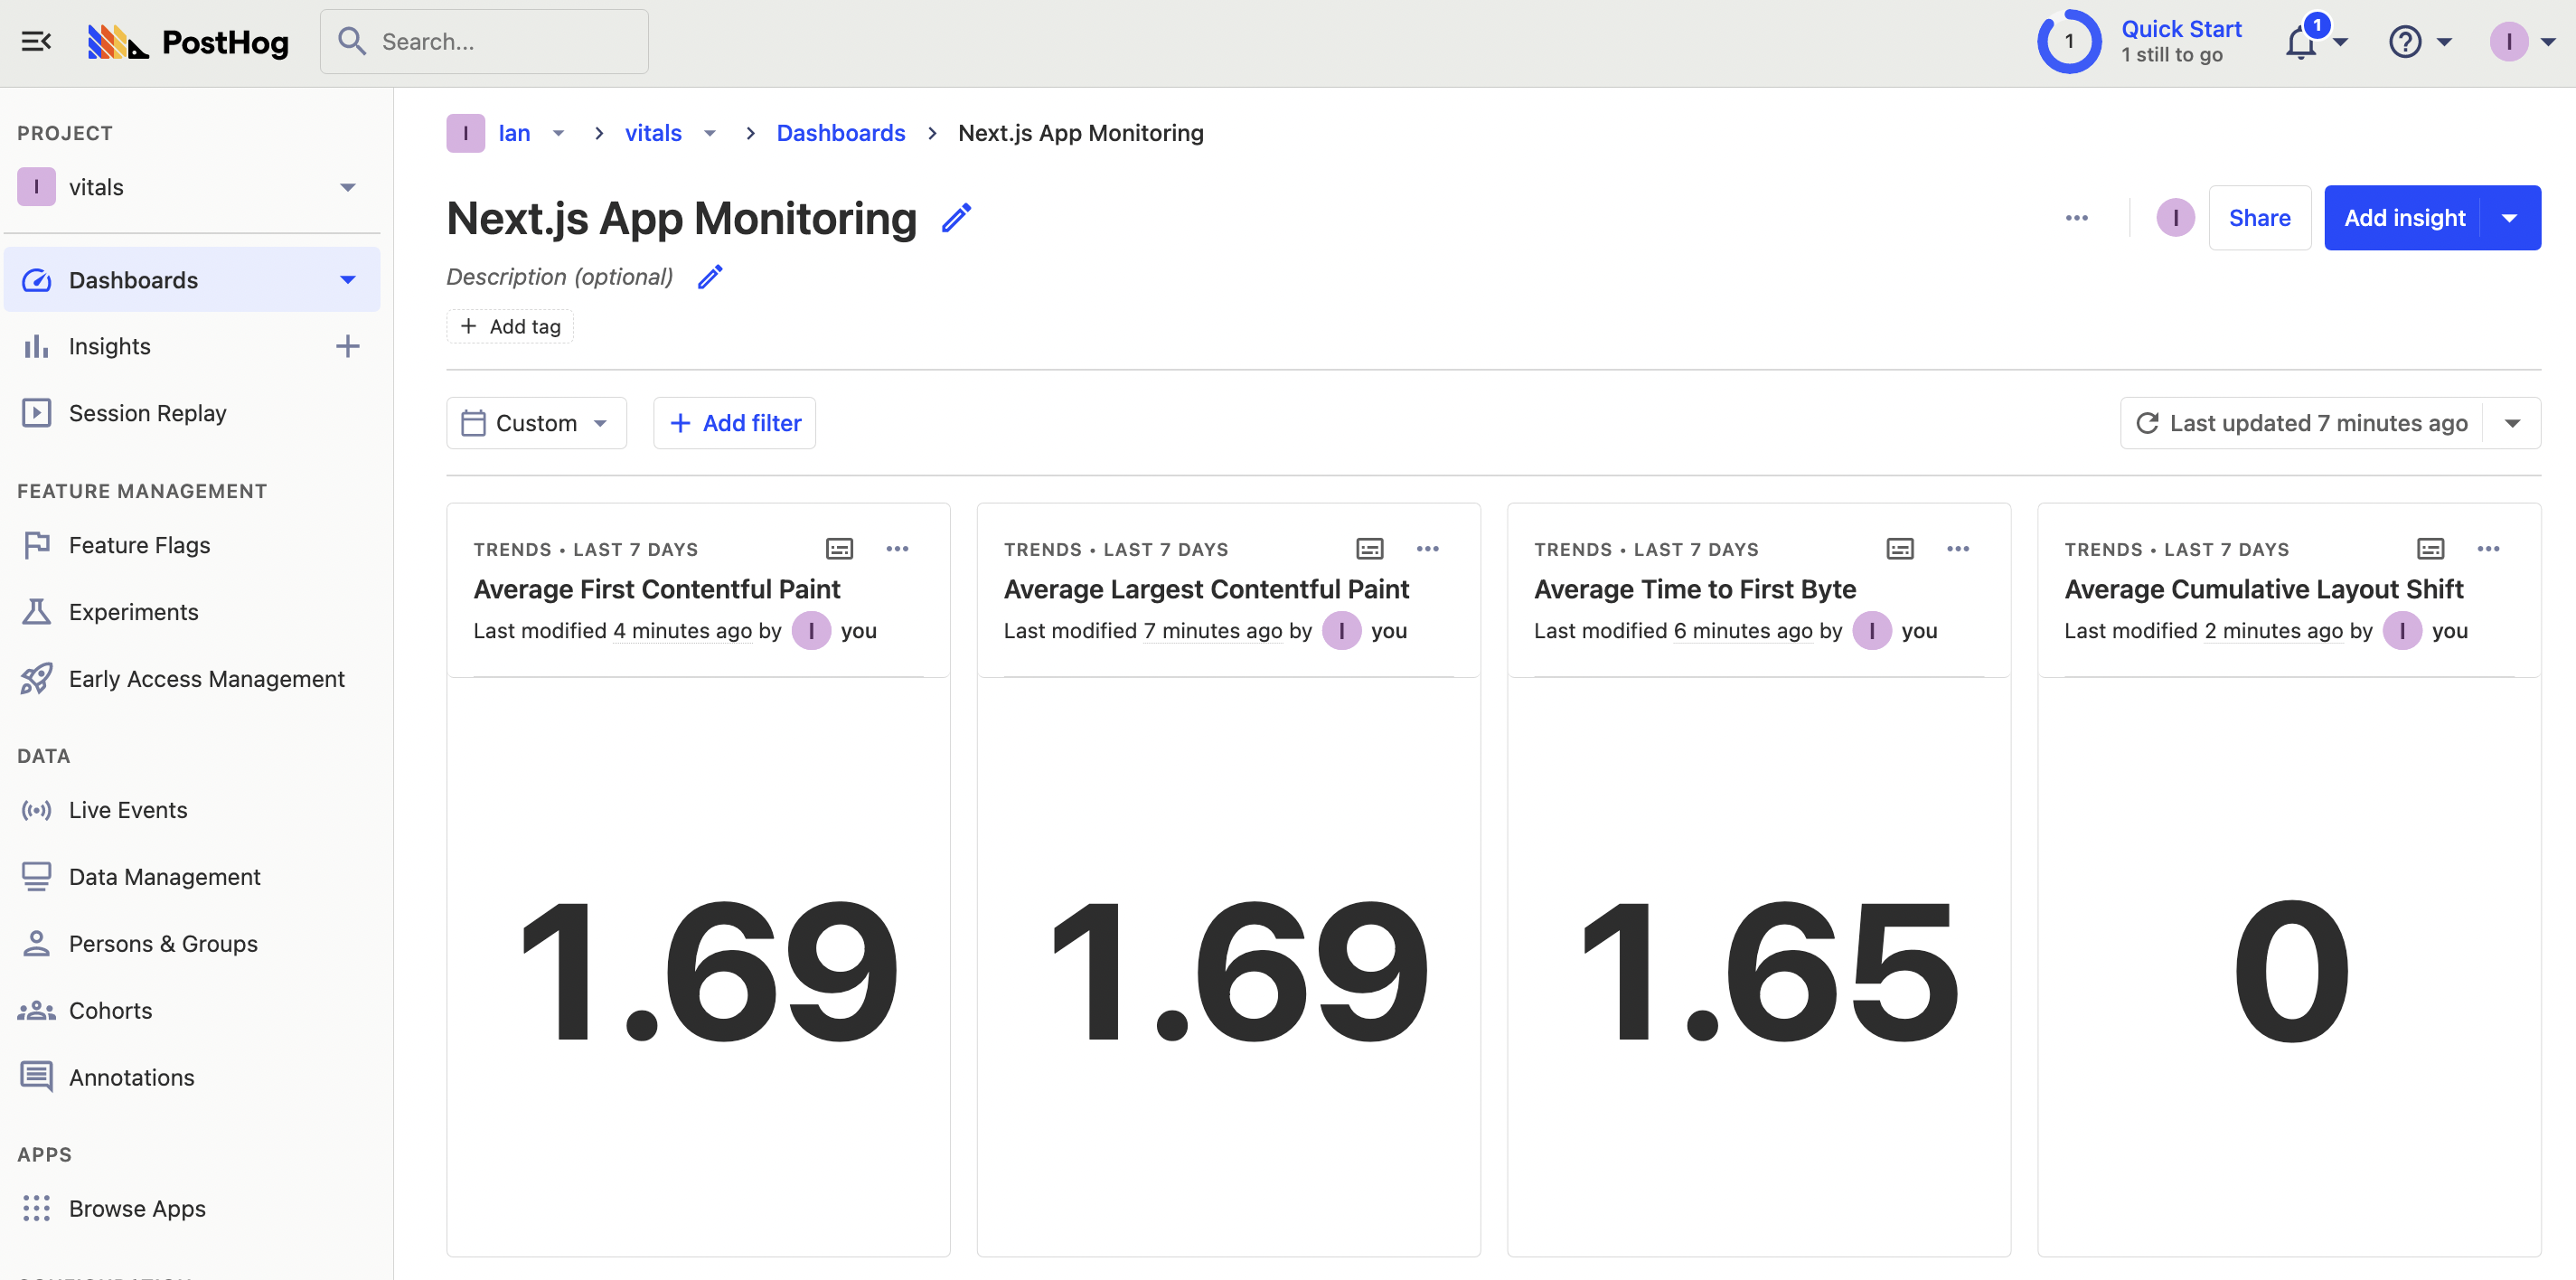 PostHog
Search...
1
Quick Start
1 still to go
1
I
PROJECT
I vitals
Dashboards
Insights
Session Replay
FEATURE MANAGEMENT
Feature Flags
Experiments
Early Access Management
DATA
Live Events
Data Management
Persons & Groups
Cohorts
Annotations
APPS
Browse Apps
I Ian > vitals > Dashboards > Next.js App Monitoring
Next.js App Monitoring
I Share Add insight
Description (optional)
+ Add tag
Custom + Add filter
Last updated 7 minutes ago
TRENDS • LAST 7 DAYS
Average First Contentful Paint
Last modified 4 minutes ago by I you
1.69
TRENDS • LAST 7 DAYS
Average Largest Contentful Paint
Last modified 7 minutes ago by I you
1.69
TRENDS • LAST 7 DAYS
Average Time to First Byte
Last modified 6 minutes ago by I you
1.65
TRENDS • LAST 7 DAYS
Average Cumulative Layout Shift
Last modified 2 minutes ago by I you
0